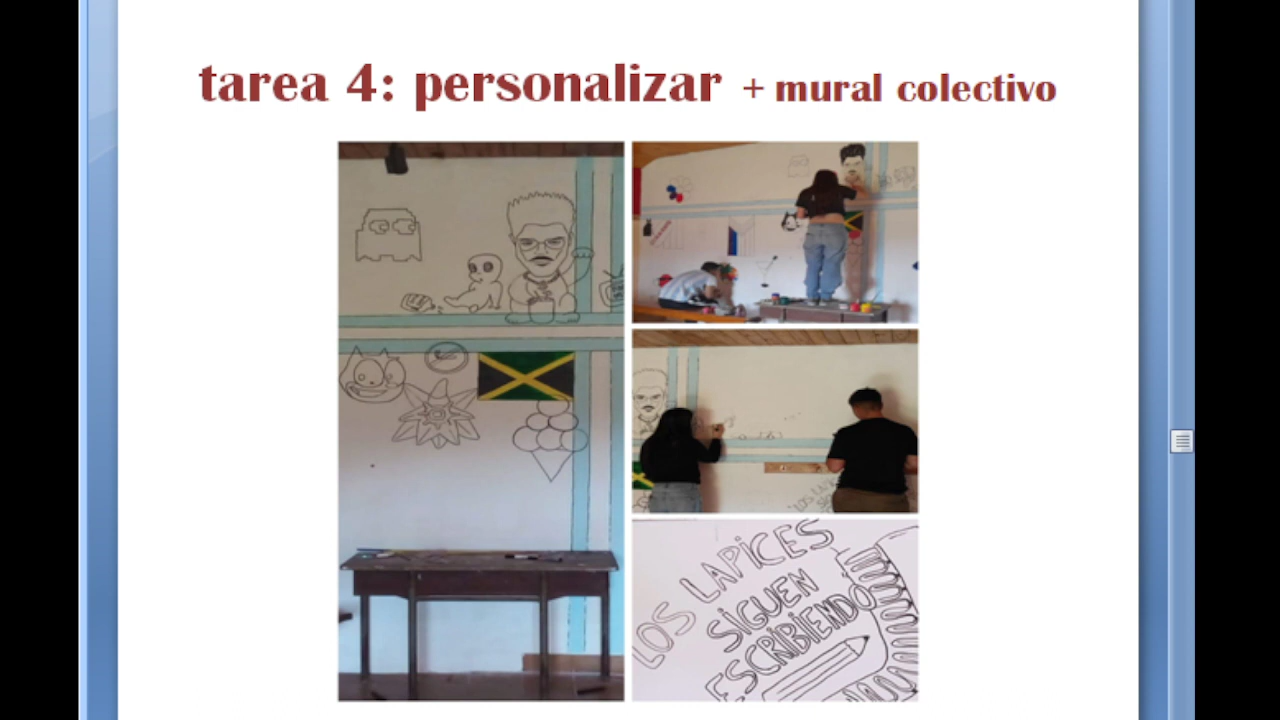 tarea 4: personalizar + mural colectivo
LOS LAPICES
SIGUEN
ESCRIBIENDO